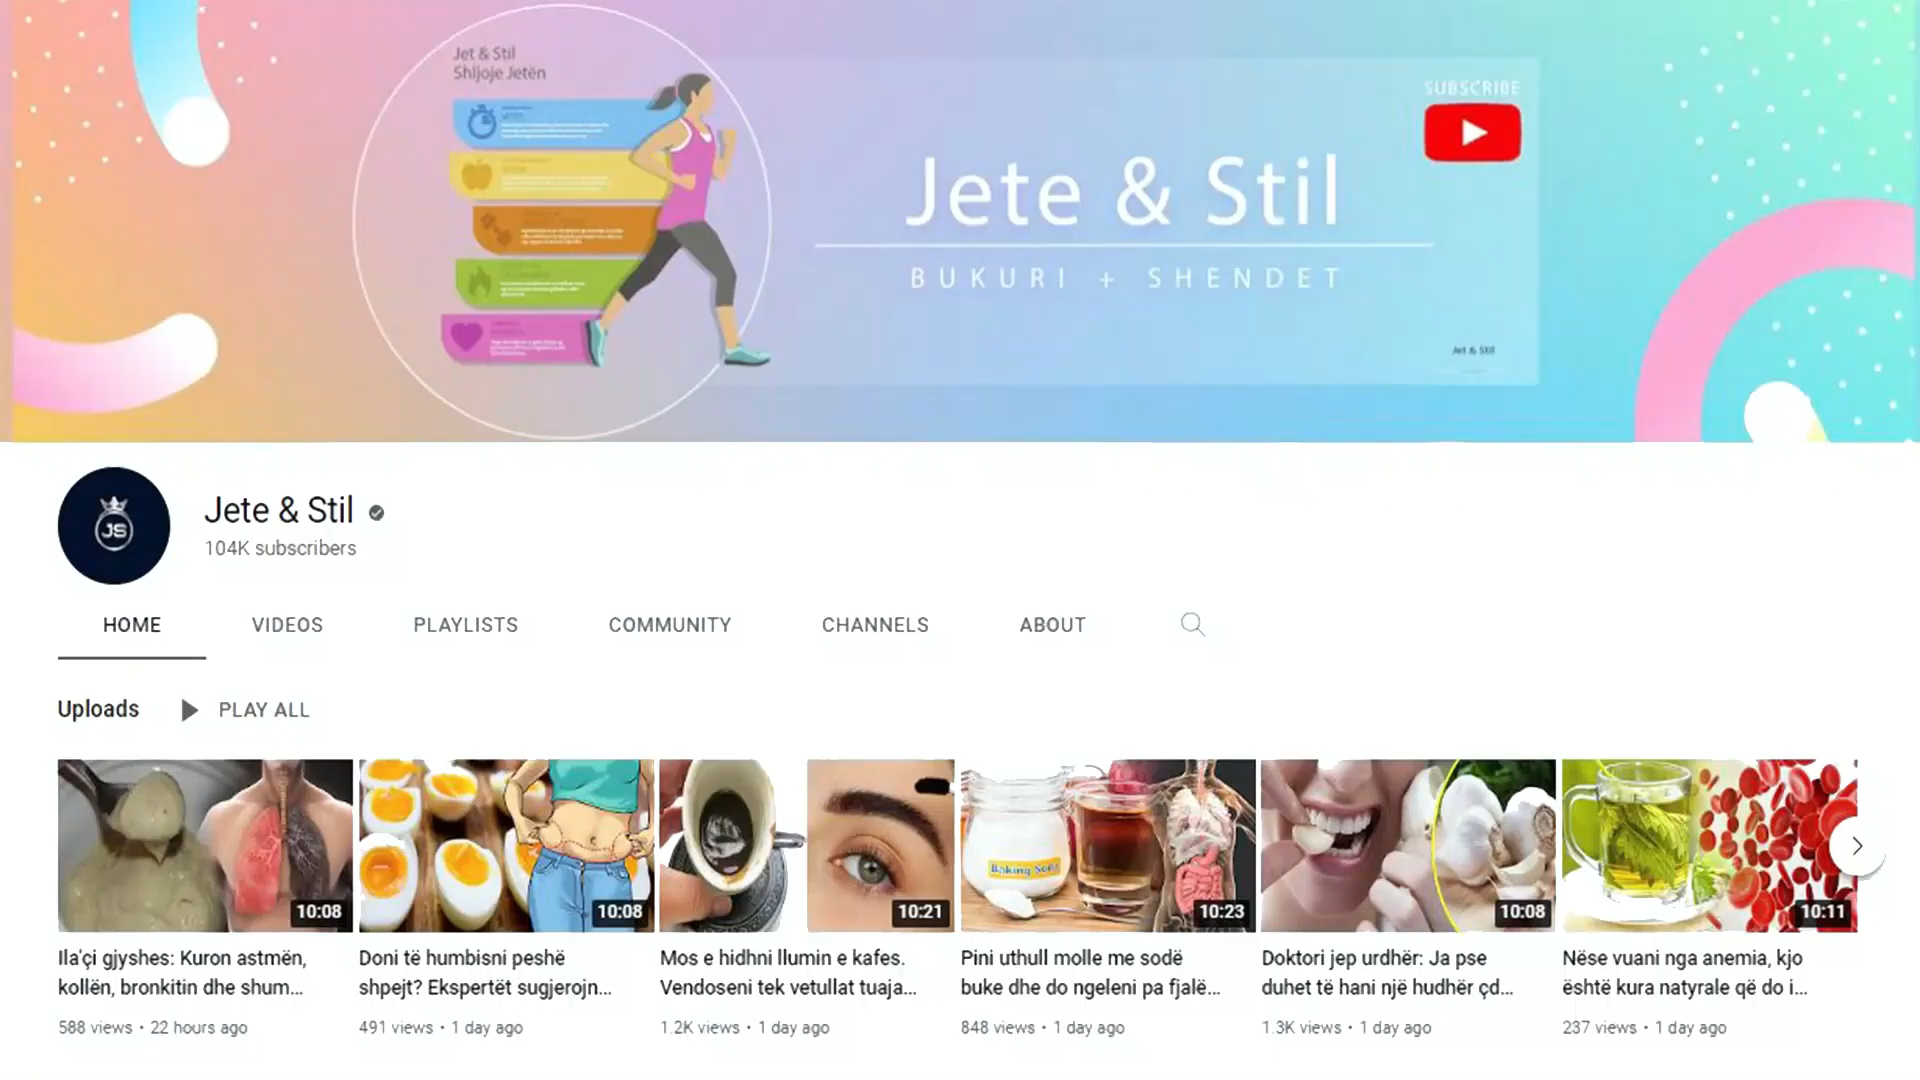 Jet & Stil
Shijoje Jetën
SUBSCRIBE
Jete & Stil
BUKURI + SHENDET
Jet & Stil
JS
Jete & Stil
104K subscribers
HOME VIDEOS PLAYLISTS COMMUNITY CHANNELS ABOUT
Uploads PLAY ALL
Baking Soda
10:08 10:08 10:21 10:23 10:08 10:11
Ila'çi gjyshes: Kuron astmën,
kollën, bronkitin dhe shum...
588 views • 22 hours ago
Doni të humbisni peshë
shpejt? Ekspertët sugjerojn...
491 views • 1 day ago
Mos e hidhni llumin e kafes.
Vendoseni tek vetullat tuaja...
1.2K views • 1 day ago
Pini uthull molle me sodë
buke dhe do ngeleni pa fjalë...
848 views • 1 day ago
Doktori jep urdhër: Ja pse
duhet të hani një hudhër çd...
1.3K views • 1 day ago
Nëse vuani nga anemia, kjo
është kura natyrale që do i...
237 views • 1 day ago